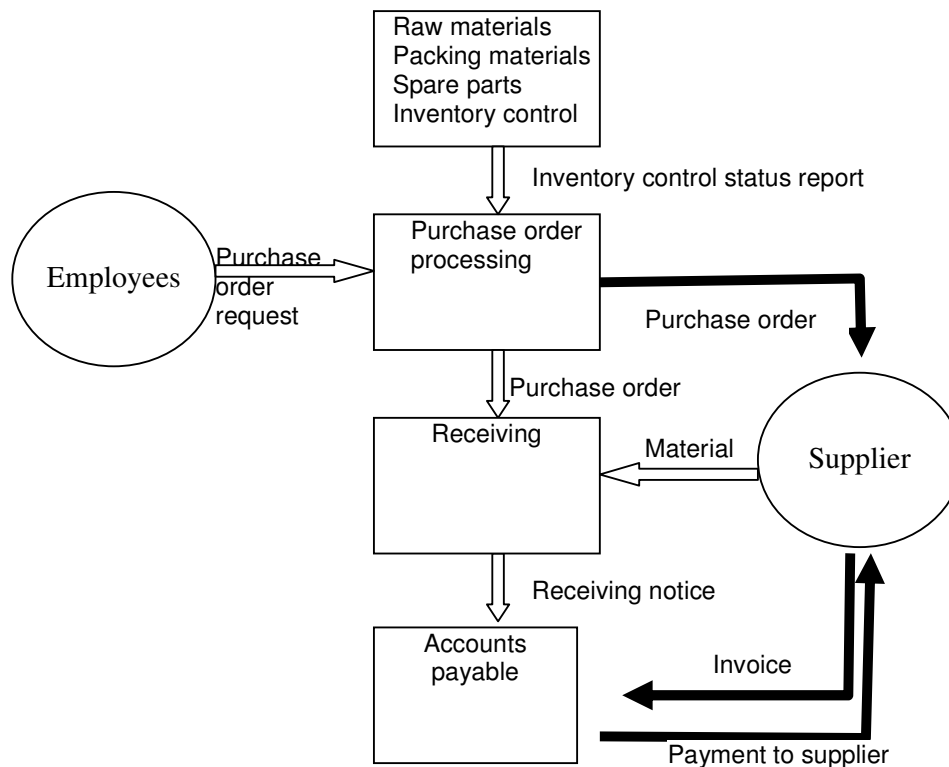 Raw materials
Packing materials
Spare parts
Inventory control
Inventory control status report
Employees
Purchase
order
request
Purchase order
processing
Purchase order
Purchase order
Receiving
Material
Supplier
Receiving notice
Accounts
payable
Invoice
Payment to supplier